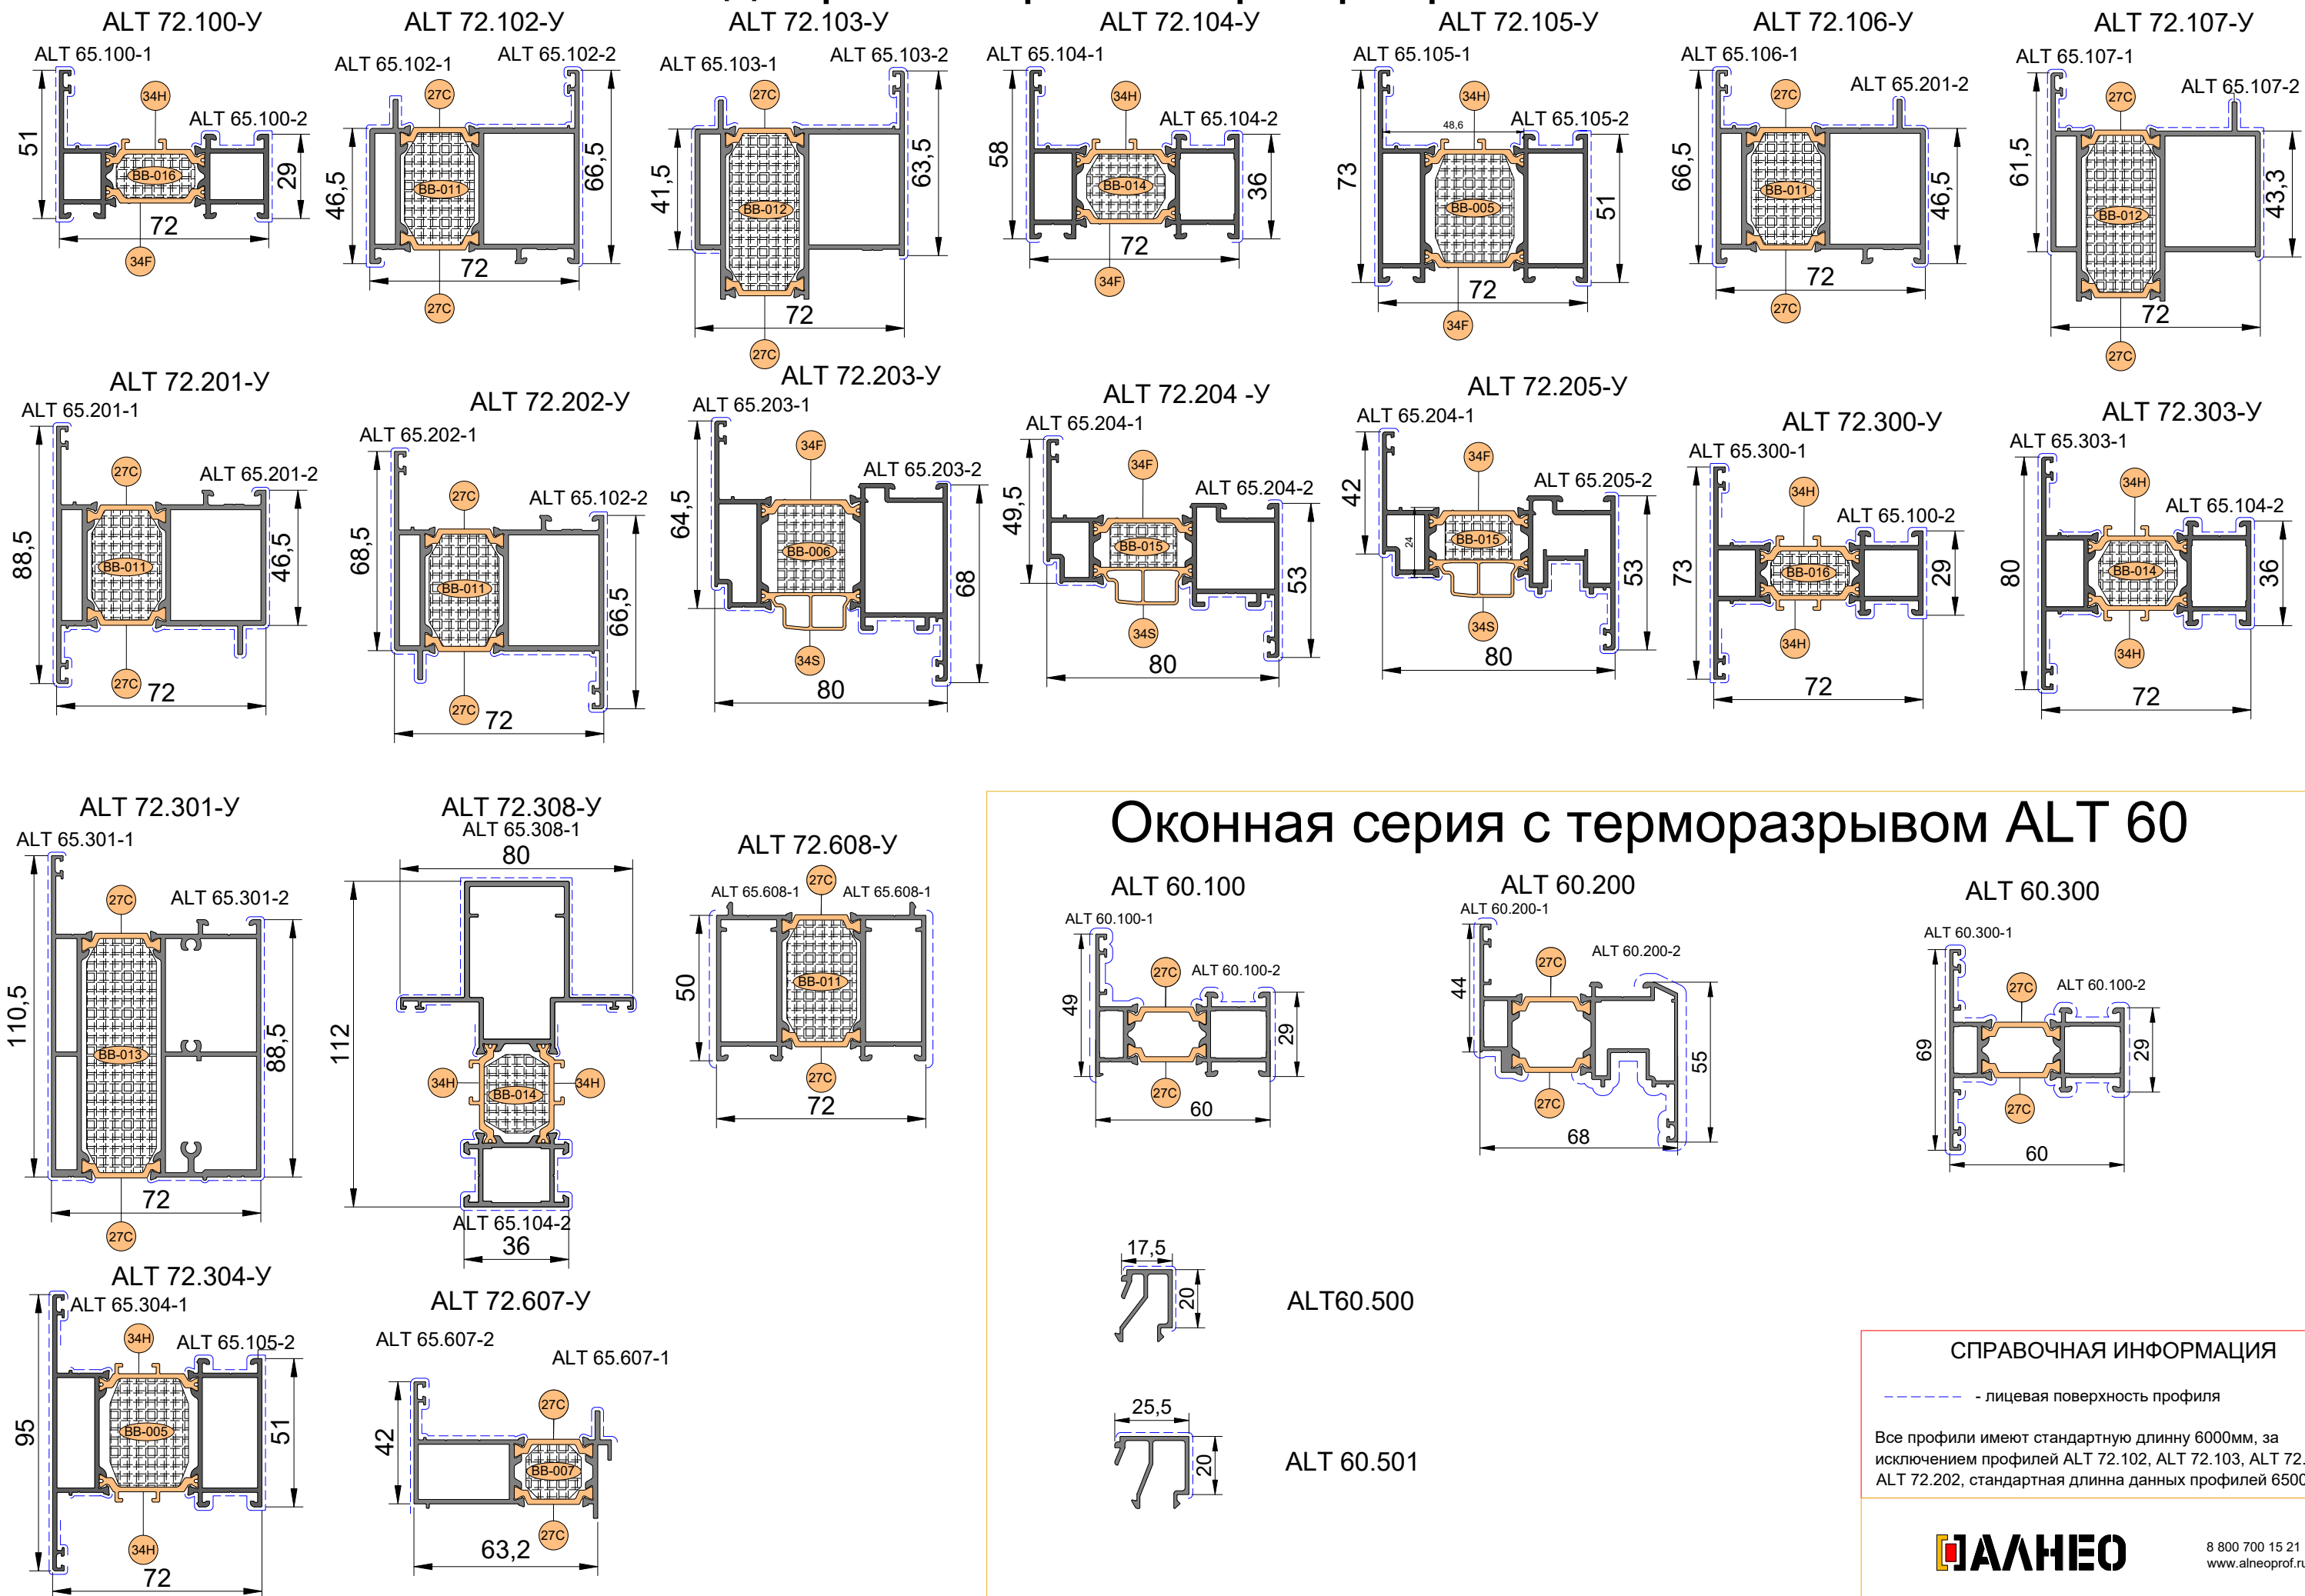 ALT 72.100-У
ALT 65.100-1
34H
ALT 65.100-2
BB-016
51
29
72
34F
ALT 72.102-У
ALT 65.102-1
ALT 65.102-2
27C
BB-011
46,5
66,5
72
27C
ALT 72.103-У
ALT 65.103-1
ALT 65.103-2
27C
BB-012
41,5
63,5
72
27C
ALT 72.104-У
ALT 65.104-1
34H
ALT 65.104-2
BB-014
58
36
72
34F
ALT 72.105-У
ALT 65.105-1
34H
48,6
ALT 65.105-2
BB-005
73
51
72
34F
ALT 72.106-У
ALT 65.106-1
27C
ALT 65.201-2
BB-011
66,5
46,5
72
27C
ALT 72.107-У
ALT 65.107-1
27C
ALT 65.107-2
BB-012
61,5
43,3
72
27C
ALT 72.201-У
ALT 65.201-1
27C
ALT 65.201-2
BB-011
88,5
46,5
27C
72
ALT 72.202-У
ALT 65.202-1
27C
ALT 65.102-2
BB-011
68,5
66,5
27C
72
ALT 72.203-У
ALT 65.203-1
34F
ALT 65.203-2
BB-006
64,5
68
34S
80
ALT 72.204 -У
ALT 65.204-1
34F
ALT 65.204-2
BB-015
49,5
53
34S
80
ALT 72.205-У
ALT 65.204-1
34F
ALT 65.205-2
BB-015
42
24
53
34S
80
ALT 72.300-У
ALT 65.300-1
34H
ALT 65.100-2
BB-016
73
29
34H
72
ALT 72.303-У
ALT 65.303-1
34H
ALT 65.104-2
BB-014
80
36
34H
72
ALT 72.301-У
ALT 65.301-1
27C
ALT 65.301-2
BB-013
110,5
88,5
72
27C
ALT 72.308-У
ALT 65.308-1
80
112
34H
34H
BB-014
ALT 65.104-2
36
ALT 72.608-У
27C
ALT 65.608-1
ALT 65.608-1
BB-011
50
27C
72
ALT 72.304-У
ALT 65.304-1
34H
ALT 65.105-2
BB-005
95
51
34H
72
ALT 72.607-У
ALT 65.607-2
ALT 65.607-1
27C
BB-007
42
27C
63,2
Оконная серия с терморазрывом ALT 60
ALT 60.100
ALT 60.100-1
27C
ALT 60.100-2
49
29
27C
60
ALT 60.200
ALT 60.200-1
27C
ALT 60.200-2
44
55
27C
68
ALT 60.300
ALT 60.300-1
27C
ALT 60.100-2
69
29
27C
60
17,5
20
ALT60.500
25,5
20
ALT 60.501
СПРАВОЧНАЯ ИНФОРМАЦИЯ
- лицевая поверхность профиля
Все профили имеют стандартную длинну 6000мм, за
исключением профилей ALT 72.102, ALT 72.103, ALT 72.
ALT 72.202, стандартная длинна данных профилей 6500
АЛНЕО
8 800 700 15 21
www.alneoprof.ru